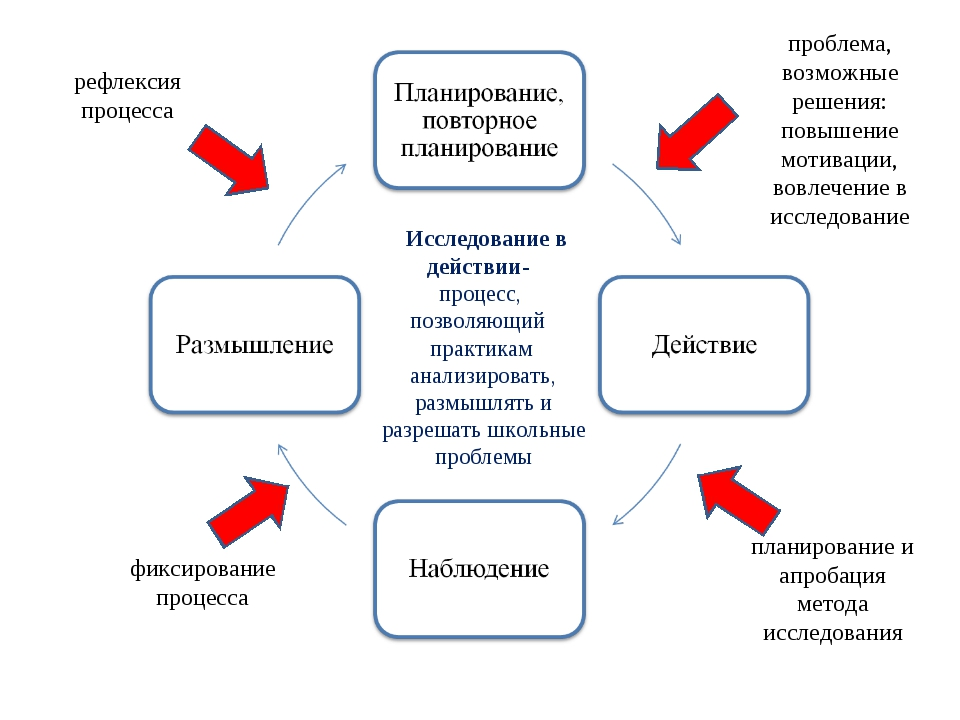 рефлексия
процесса
Планирование,
повторное
планирование
проблема,
возможные
решения:
повышение
мотивации,
вовлечение в
исследование
Исследование в
действии-
процесс,
позволяющий
практикам
анализировать,
размышлять и
разрешать школьные
проблемы
Размышление
Действие
фиксирование
процесса
Наблюдение
планирование и
апробация
метода
исследования